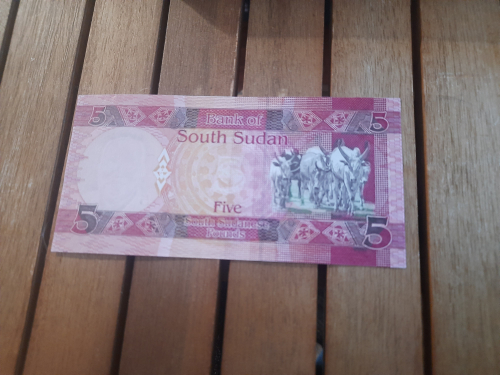 5 Bank of 5
South Sudan
Five
5 South Sudanese 5
Pounds